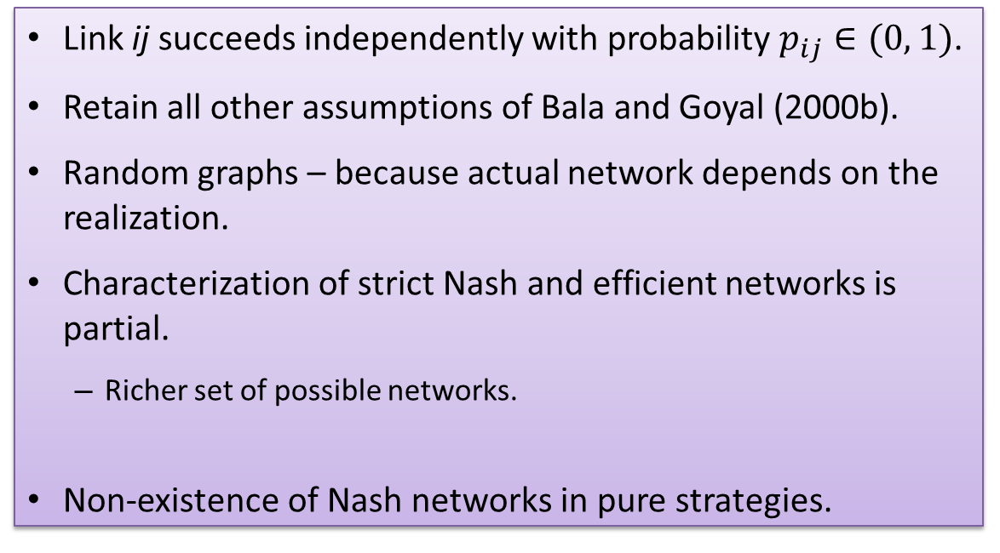 • Link ij succeeds independently with probability $p_{ij} \in (0, 1)$.
• Retain all other assumptions of Bala and Goyal (2000b).
• Random graphs – because actual network depends on the
realization.
• Characterization of strict Nash and efficient networks is
partial.
– Richer set of possible networks.
• Non-existence of Nash networks in pure strategies.